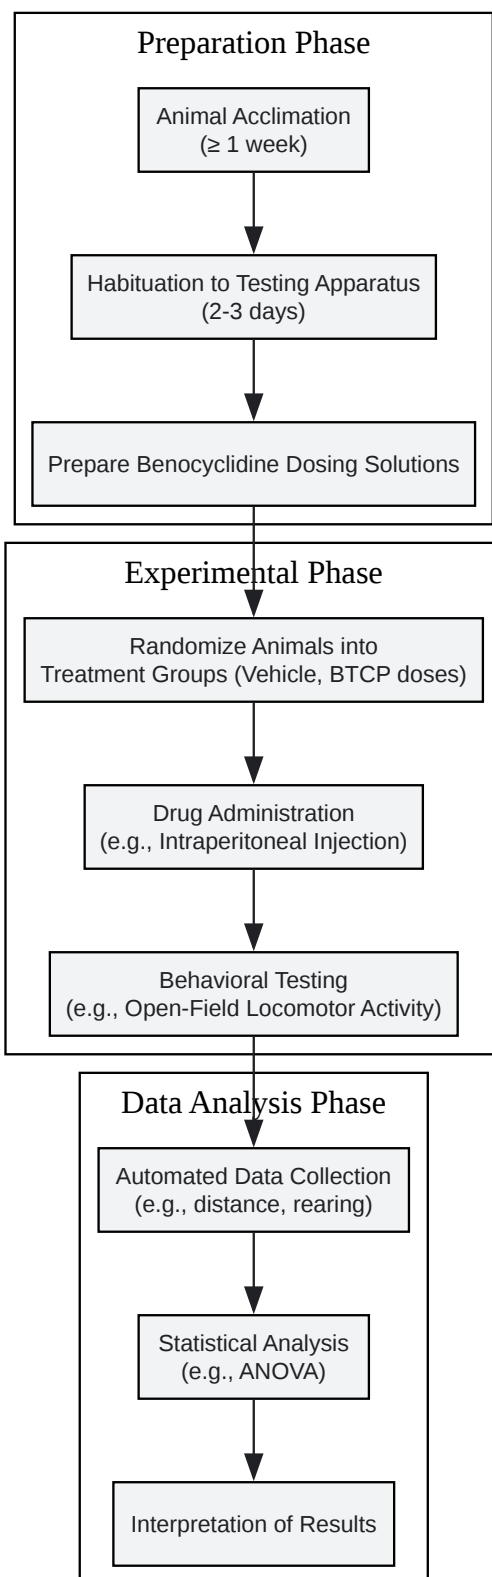 Preparation Phase
Animal Acclimation
(≥ 1 week)
Habituation to Testing Apparatus
(2-3 days)
Prepare Benocyclidine Dosing Solutions
Experimental Phase
Randomize Animals into
Treatment Groups (Vehicle, BTCP doses)
Drug Administration
(e.g., Intraperitoneal Injection)
Behavioral Testing
(e.g., Open-Field Locomotor Activity)
Data Analysis Phase
Automated Data Collection
(e.g., distance, rearing)
Statistical Analysis
(e.g., ANOVA)
Interpretation of Results